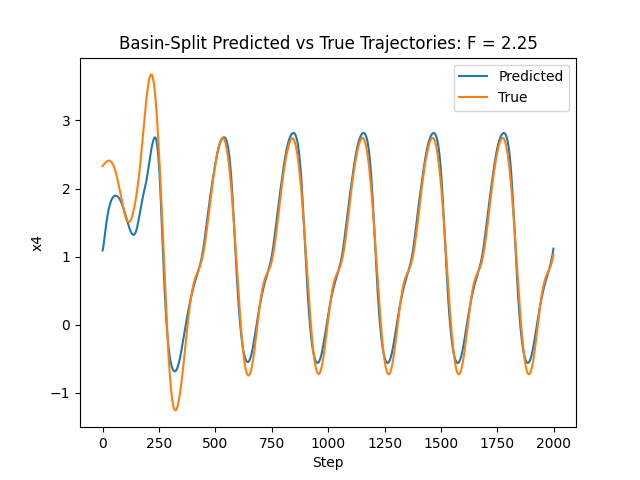 Basin-Split Predicted vs True Trajectories: F = 2.25
Predicted
True
x4
3
2
1
0
−1
0 250 500 750 1000 1250 1500 1750 2000
Step